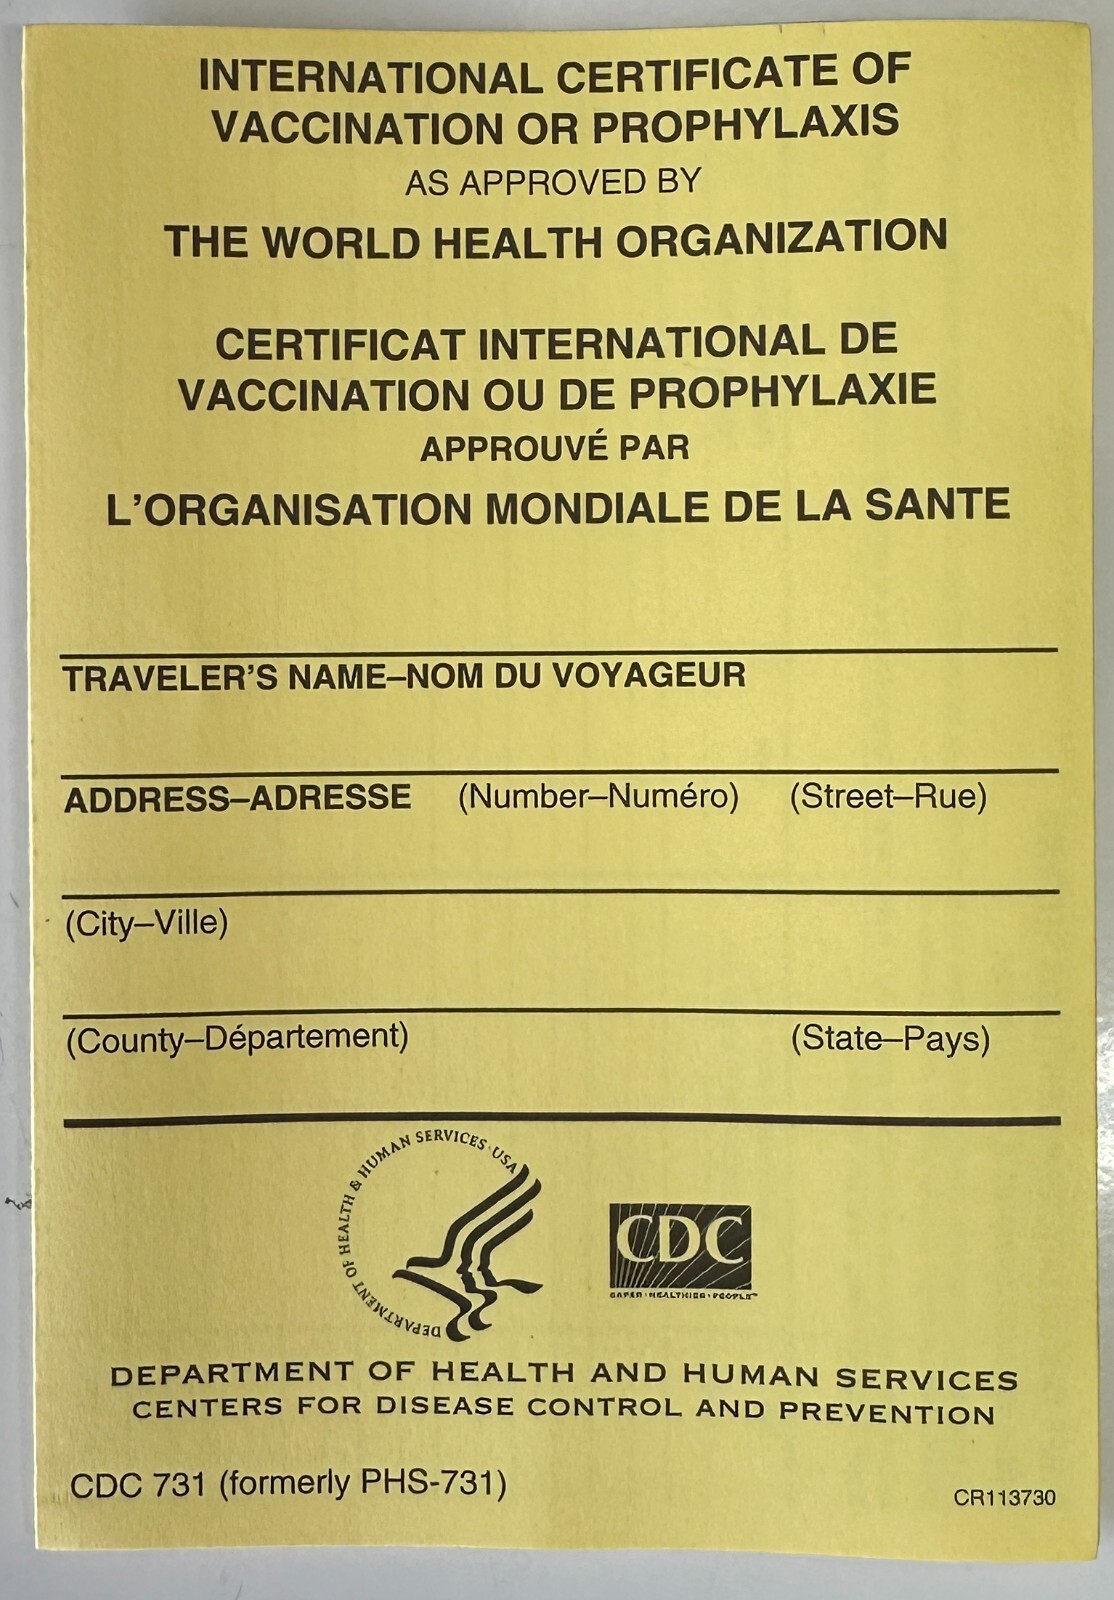 INTERNATIONAL CERTIFICATE OF
VACCINATION OR PROPHYLAXIS
AS APPROVED BY
THE WORLD HEALTH ORGANIZATION
CERTIFICAT INTERNATIONAL DE
VACCINATION OU DE PROPHYLAXIE
APPROUVÉ PAR
L'ORGANISATION MONDIALE DE LA SANTE
TRAVELER'S NAME–NOM DU VOYAGEUR
ADDRESS–ADRESSE (Number–Numéro) (Street–Rue)
(City–Ville)
(County–Département) (State–Pays)
DEPARTMENT OF HEALTH & HUMAN SERVICES · USA
CDC
SAFER · HEALTHIER · PEOPLE™
DEPARTMENT OF HEALTH AND HUMAN SERVICES
CENTERS FOR DISEASE CONTROL AND PREVENTION
CDC 731 (formerly PHS-731) CR113730